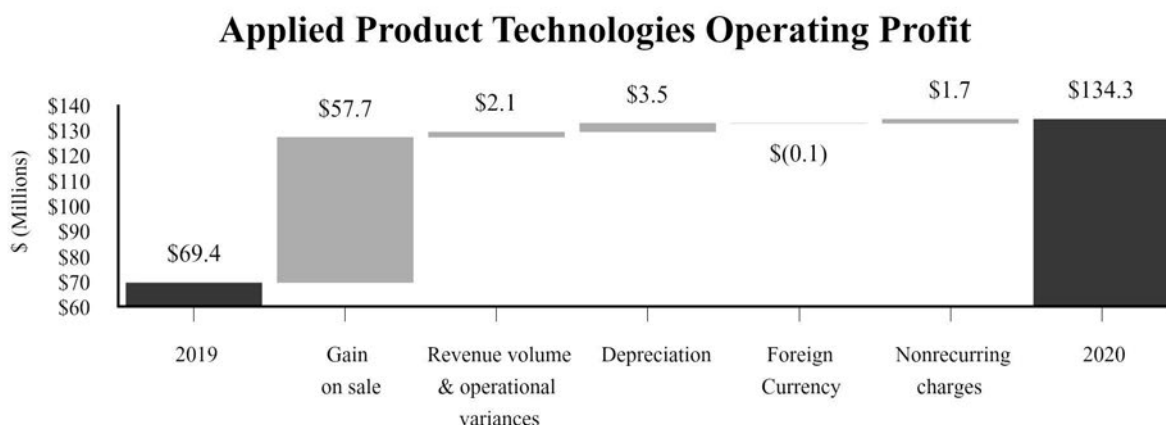 Applied Product Technologies Operating Profit
$ (Millions)
$140
$130
$120
$110
$100
$90
$80
$70
$60
$69.4
$57.7
$2.1
$3.5
$(0.1)
$1.7
$134.3
2019
Gain
on sale
Revenue volume
& operational
variances
Depreciation
Foreign
Currency
Nonrecurring
charges
2020